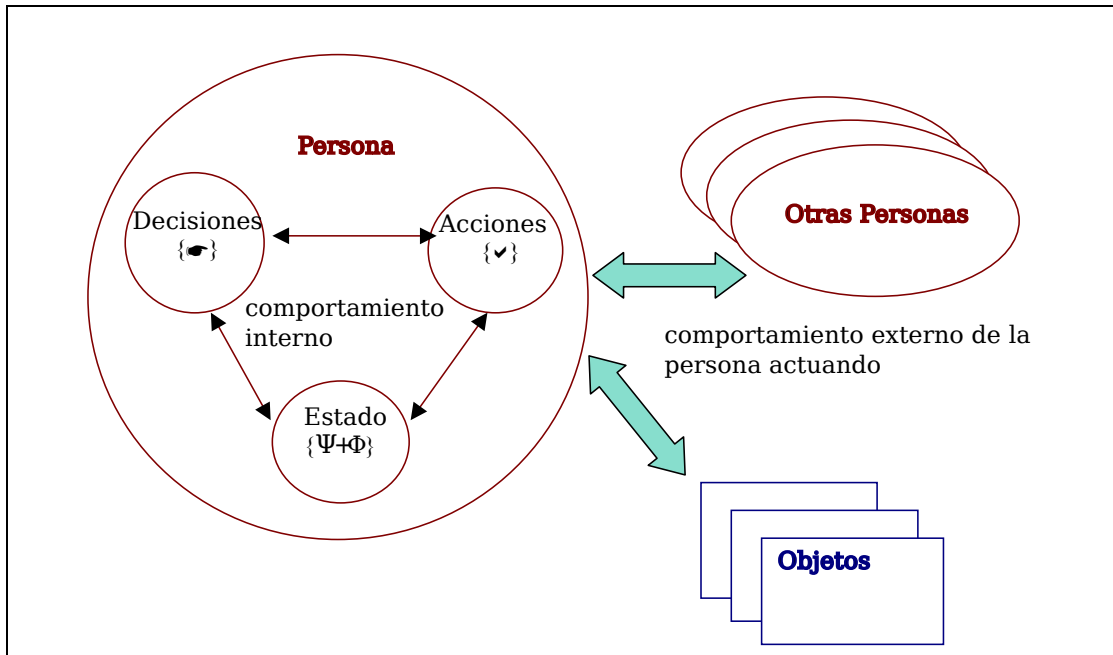 Persona
Decisiones
{☛}
Acciones
{✔}
comportamiento
interno
Estado
{Ψ+Φ}
Otras Personas
comportamiento externo de la
persona actuando
Objetos